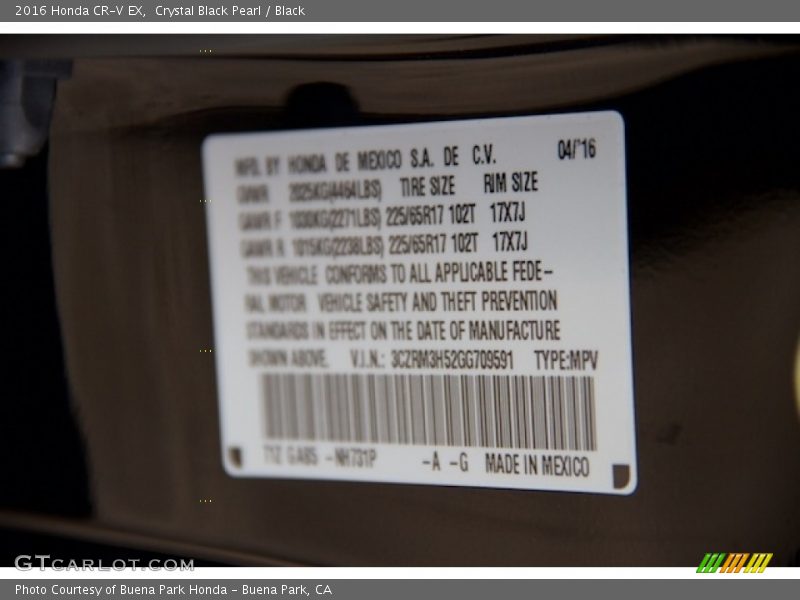 2016 Honda CR-V EX, Crystal Black Pearl / Black
MFD. BY HONDA DE MEXICO S.A. DE C.V. 04/'16
GVWR 2025KG(4464LBS) TIRE SIZE RIM SIZE
GAWR F 1030KG(2271LBS) 225/65R17 102T 17X7J
GAWR R 1015KG(2238LBS) 225/65R17 102T 17X7J
THIS VEHICLE CONFORMS TO ALL APPLICABLE FEDE-
RAL MOTOR VEHICLE SAFETY AND THEFT PREVENTION
STANDARDS IN EFFECT ON THE DATE OF MANUFACTURE
SHOWN ABOVE. V.I.N.: 3CZRM3H52GG709591 TYPE:MPV
-NH731P -A -G MADE IN MEXICO
GTCARLOT.COM
Photo Courtesy of Buena Park Honda - Buena Park, CA